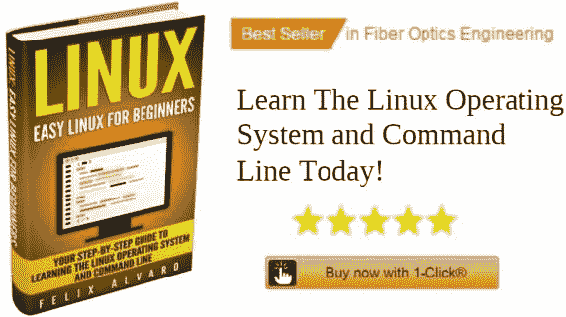 LINUX
EASY LINUX FOR BEGINNERS
YOUR STEP-BY-STEP GUIDE TO
LEARNING THE LINUX OPERATING SYSTEM
AND COMMAND LINE
FELIX ALVARO
LINUX: EASY LINUX FOR BEGINNERS
Best Seller in Fiber Optics Engineering
Learn The Linux Operating
System and Command
Line Today!
Buy now with 1-Click®